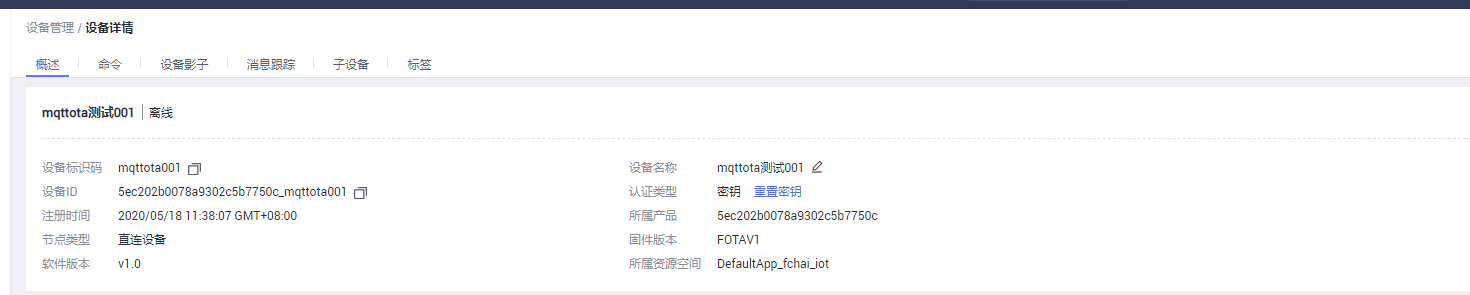 设备管理 / 设备详情
概述 命令 设备影子 消息跟踪 子设备 标签
mqttota测试001 离线
设备标识码 mqttota001 设备名称 mqttota测试001
设备ID 5ec202b0078a9302c5b7750c_mqttota001 认证类型 密钥 重置密钥
注册时间 2020/05/18 11:38:07 GMT+08:00 所属产品 5ec202b0078a9302c5b7750c
节点类型 直连设备 固件版本 FOTAV1
软件版本 v1.0 所属资源空间 DefaultApp_fchai_iot